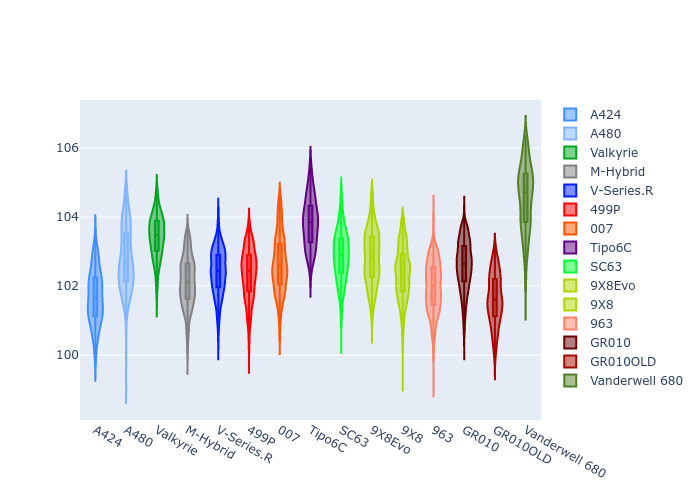 106
104
102
100
A424
A480
Valkyrie
M-Hybrid
V-Series.R
499P
007
Tipo6C
SC63
9X8Evo
9X8
963
GR010
GR010OLD
Vanderwell 680
A424
A480
Valkyrie
M-Hybrid
V-Series.R
499P
007
Tipo6C
SC63
9X8Evo
9X8
963
GR010
GR010OLD
Vanderwell 680